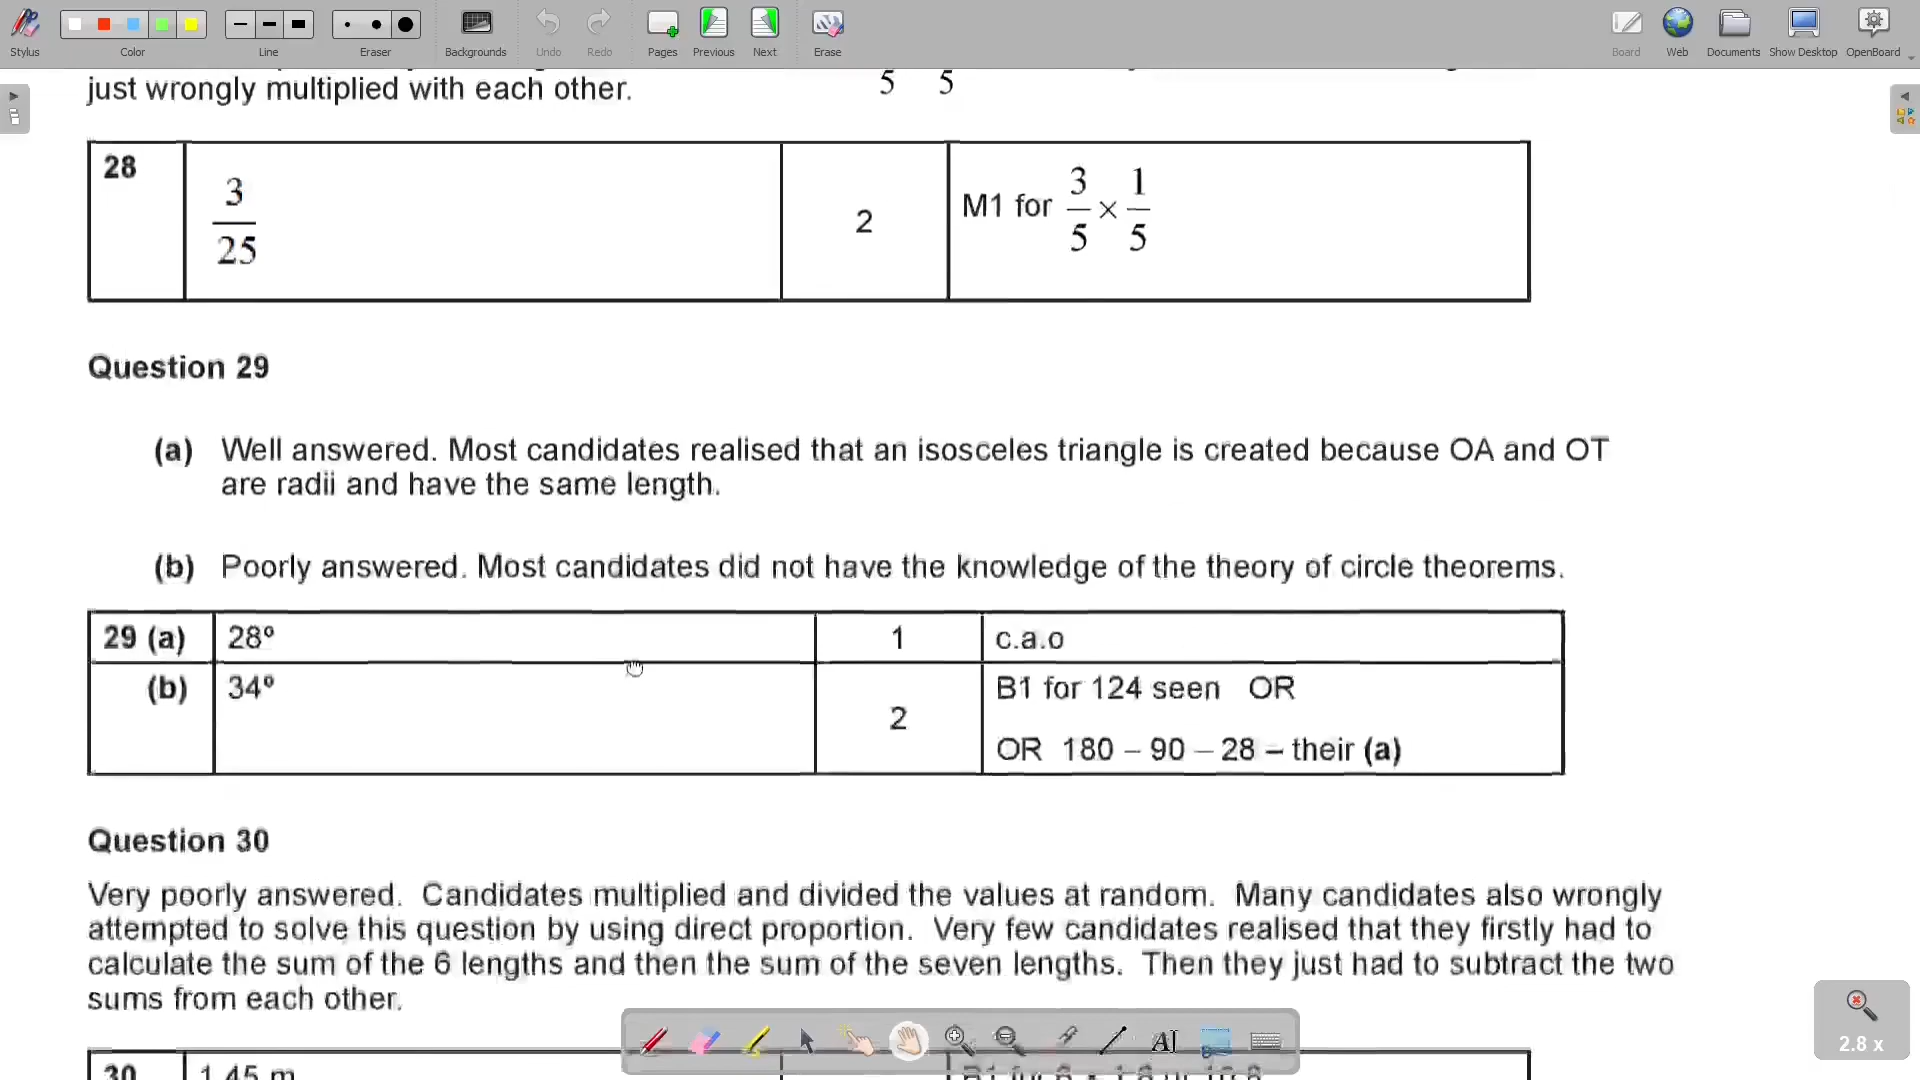 Stylus Color Line Eraser Backgrounds Undo Redo Pages Previous Next Erase Board Web Documents Show Desktop OpenBoard
just wrongly multiplied with each other. 5 5
28
3/25
2
M1 for 3/5 × 1/5
Question 29
(a) Well answered. Most candidates realised that an isosceles triangle is created because OA and OT
are radii and have the same length.
(b) Poorly answered. Most candidates did not have the knowledge of the theory of circle theorems.
29 (a) 28º 1 c.a.o
(b) 34º 2 B1 for 124 seen OR
OR 180 – 90 – 28 – their (a)
Question 30
Very poorly answered. Candidates multiplied and divided the values at random. Many candidates also wrongly
attempted to solve this question by using direct proportion. Very few candidates realised that they firstly had to
calculate the sum of the 6 lengths and then the sum of the seven lengths. Then they just had to subtract the two
sums from each other.
2.8 x
30 1.45 m